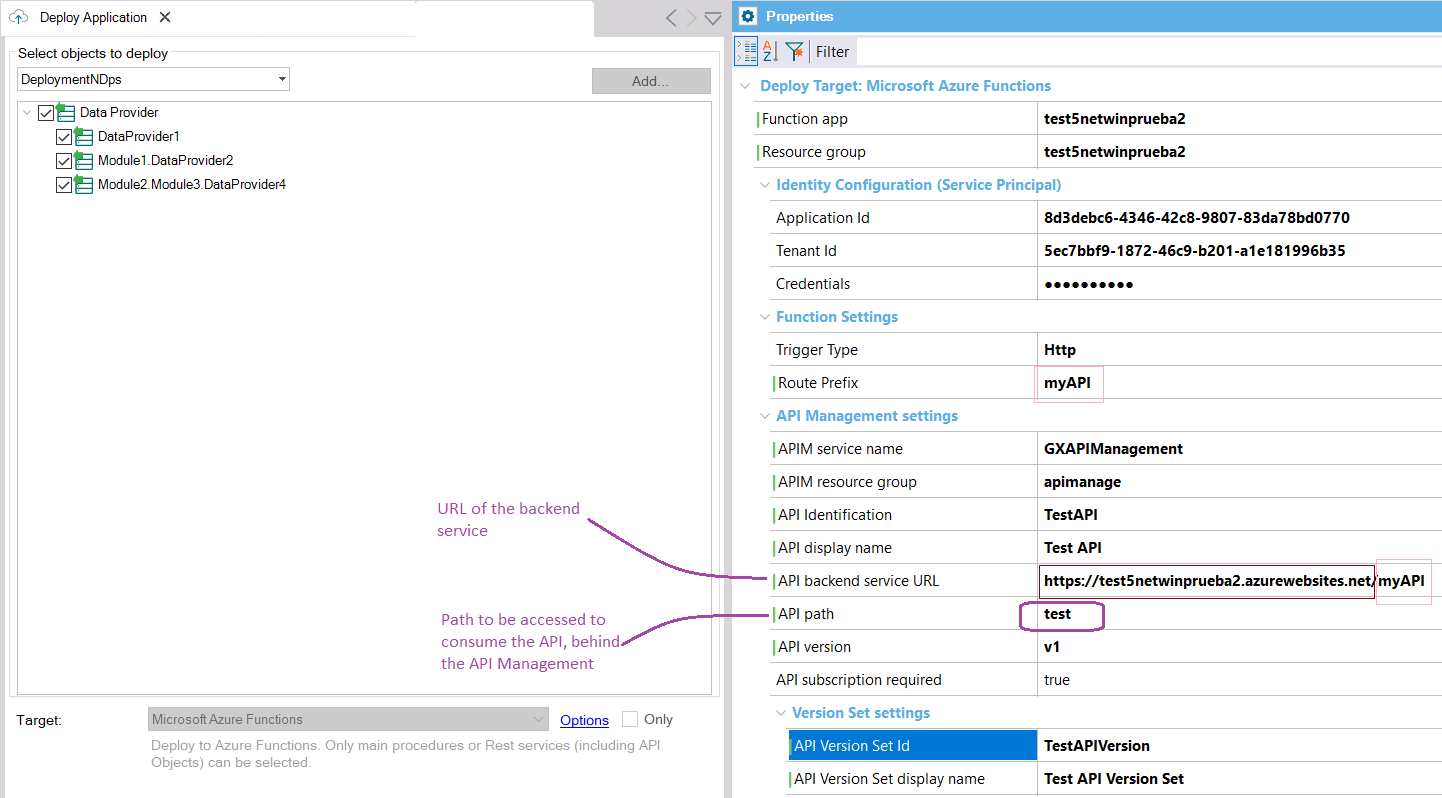 Deploy Application
Select objects to deploy
DeploymentNDps
Add...
Data Provider
DataProvider1
Module1.DataProvider2
Module2.Module3.DataProvider4
URL of the backend
service
Path to be accessed to
consume the API, behind
the API Management
Target:
Microsoft Azure Functions
Options
Only
Deploy to Azure Functions. Only main procedures or Rest services (including API
Objects) can be selected.
Properties
Filter
Deploy Target: Microsoft Azure Functions
Function app test5netwinprueba2
Resource group test5netwinprueba2
Identity Configuration (Service Principal)
Application Id 8d3debc6-4346-42c8-9807-83da78bd0770
Tenant Id 5ec7bbf9-1872-46c9-b201-a1e181996b35
Credentials ●●●●●●●●●●
Function Settings
Trigger Type Http
Route Prefix myAPI
API Management settings
APIM service name GXAPIManagement
APIM resource group apimanage
API Identification TestAPI
API display name Test API
API backend service URL https://test5netwinprueba2.azurewebsites.net/myAPI
API path test
API version v1
API subscription required true
Version Set settings
API Version Set Id TestAPIVersion
API Version Set display name Test API Version Set